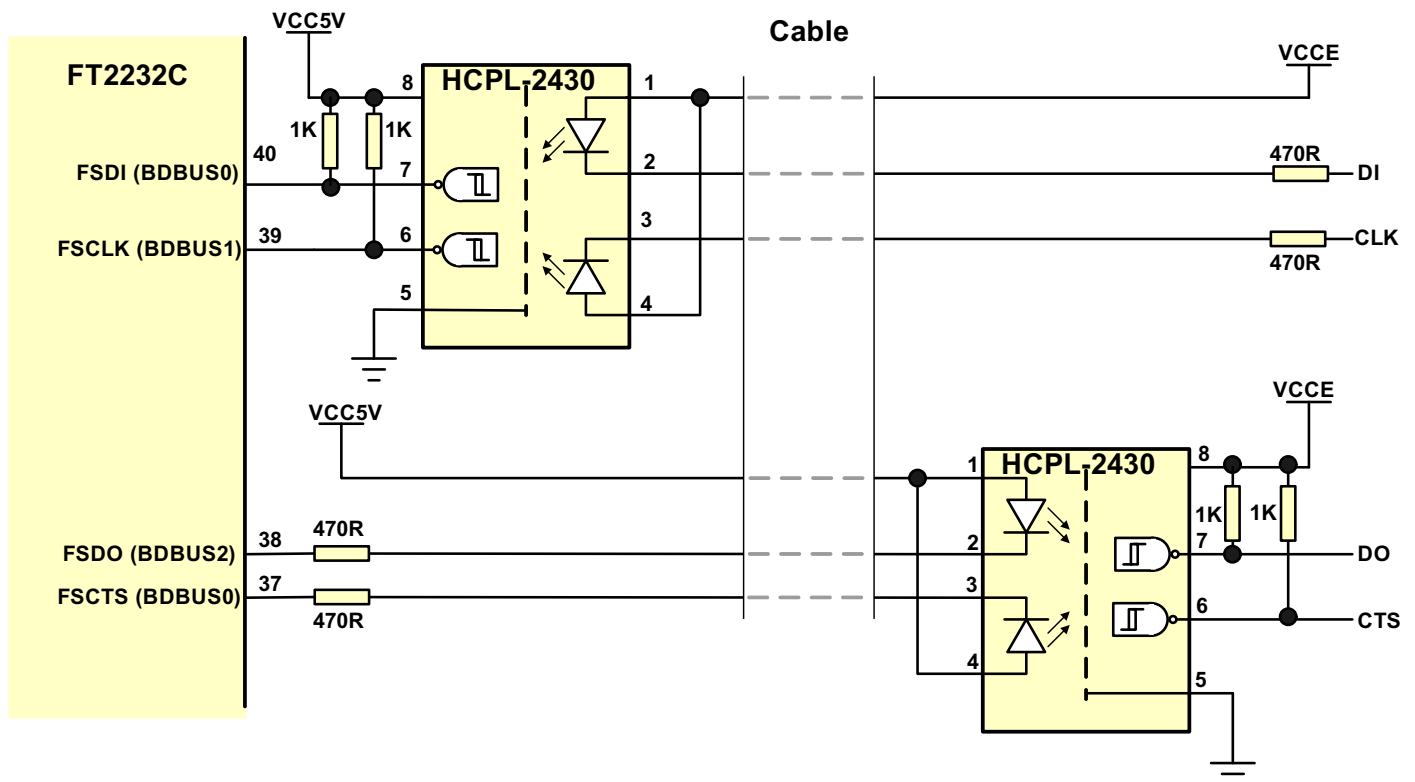 VCC5V
Cable
VCCE
FT2232C
8
HCPL-2430
1
1K
1K
40
7
2
470R
DI
FSDI (BDBUS0)
3
FSCLK (BDBUS1)
39
6
CLK
470R
5
4
VCCE
VCC5V
1
HCPL-2430
8
1K
1K
FSDO (BDBUS2)
38
470R
2
7
DO
FSCTS (BDBUS0)
37
470R
3
6
CTS
4
5